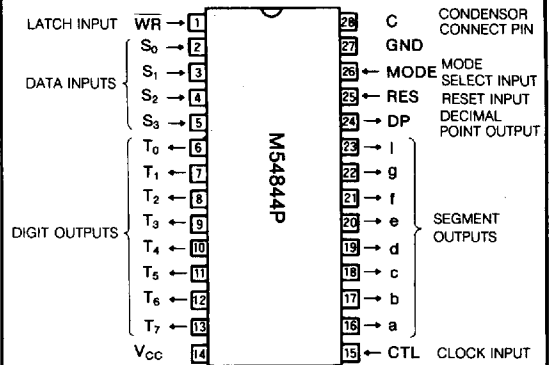 LATCH INPUT WR → 1
DATA INPUTS
S0 → 2
S1 → 3
S2 → 4
S3 → 5
DIGIT OUTPUTS
T0 ← 6
T1 ← 7
T2 ← 8
T3 ← 9
T4 ← 10
T5 ← 11
T6 ← 12
T7 ← 13
VCC 14
M54844P
28 C CONDENSOR
CONNECT PIN
27 GND
26 ← MODE MODE
SELECT INPUT
25 ← RES RESET INPUT
24 → DP DECIMAL
POINT OUTPUT
23 → I
22 → g
21 → f
20 → e
19 → d
18 → c
17 → b
16 → a
SEGMENT
OUTPUTS
15 ← CTL CLOCK INPUT